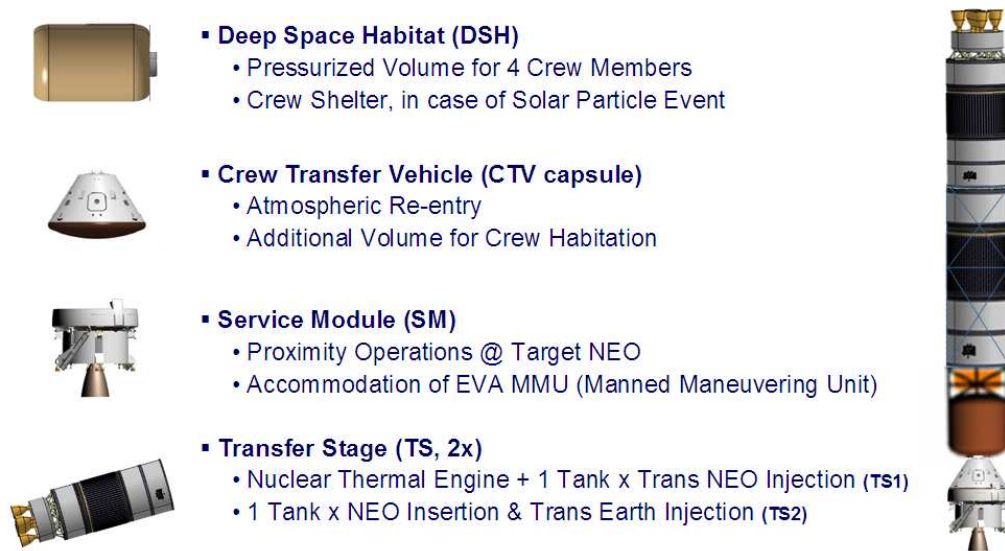 ▪ Deep Space Habitat (DSH)
• Pressurized Volume for 4 Crew Members
• Crew Shelter, in case of Solar Particle Event
▪ Crew Transfer Vehicle (CTV capsule)
• Atmospheric Re-entry
• Additional Volume for Crew Habitation
▪ Service Module (SM)
• Proximity Operations @ Target NEO
• Accommodation of EVA MMU (Manned Maneuvering Unit)
▪ Transfer Stage (TS, 2x)
• Nuclear Thermal Engine + 1 Tank x Trans NEO Injection (TS1)
• 1 Tank x NEO Insertion & Trans Earth Injection (TS2)